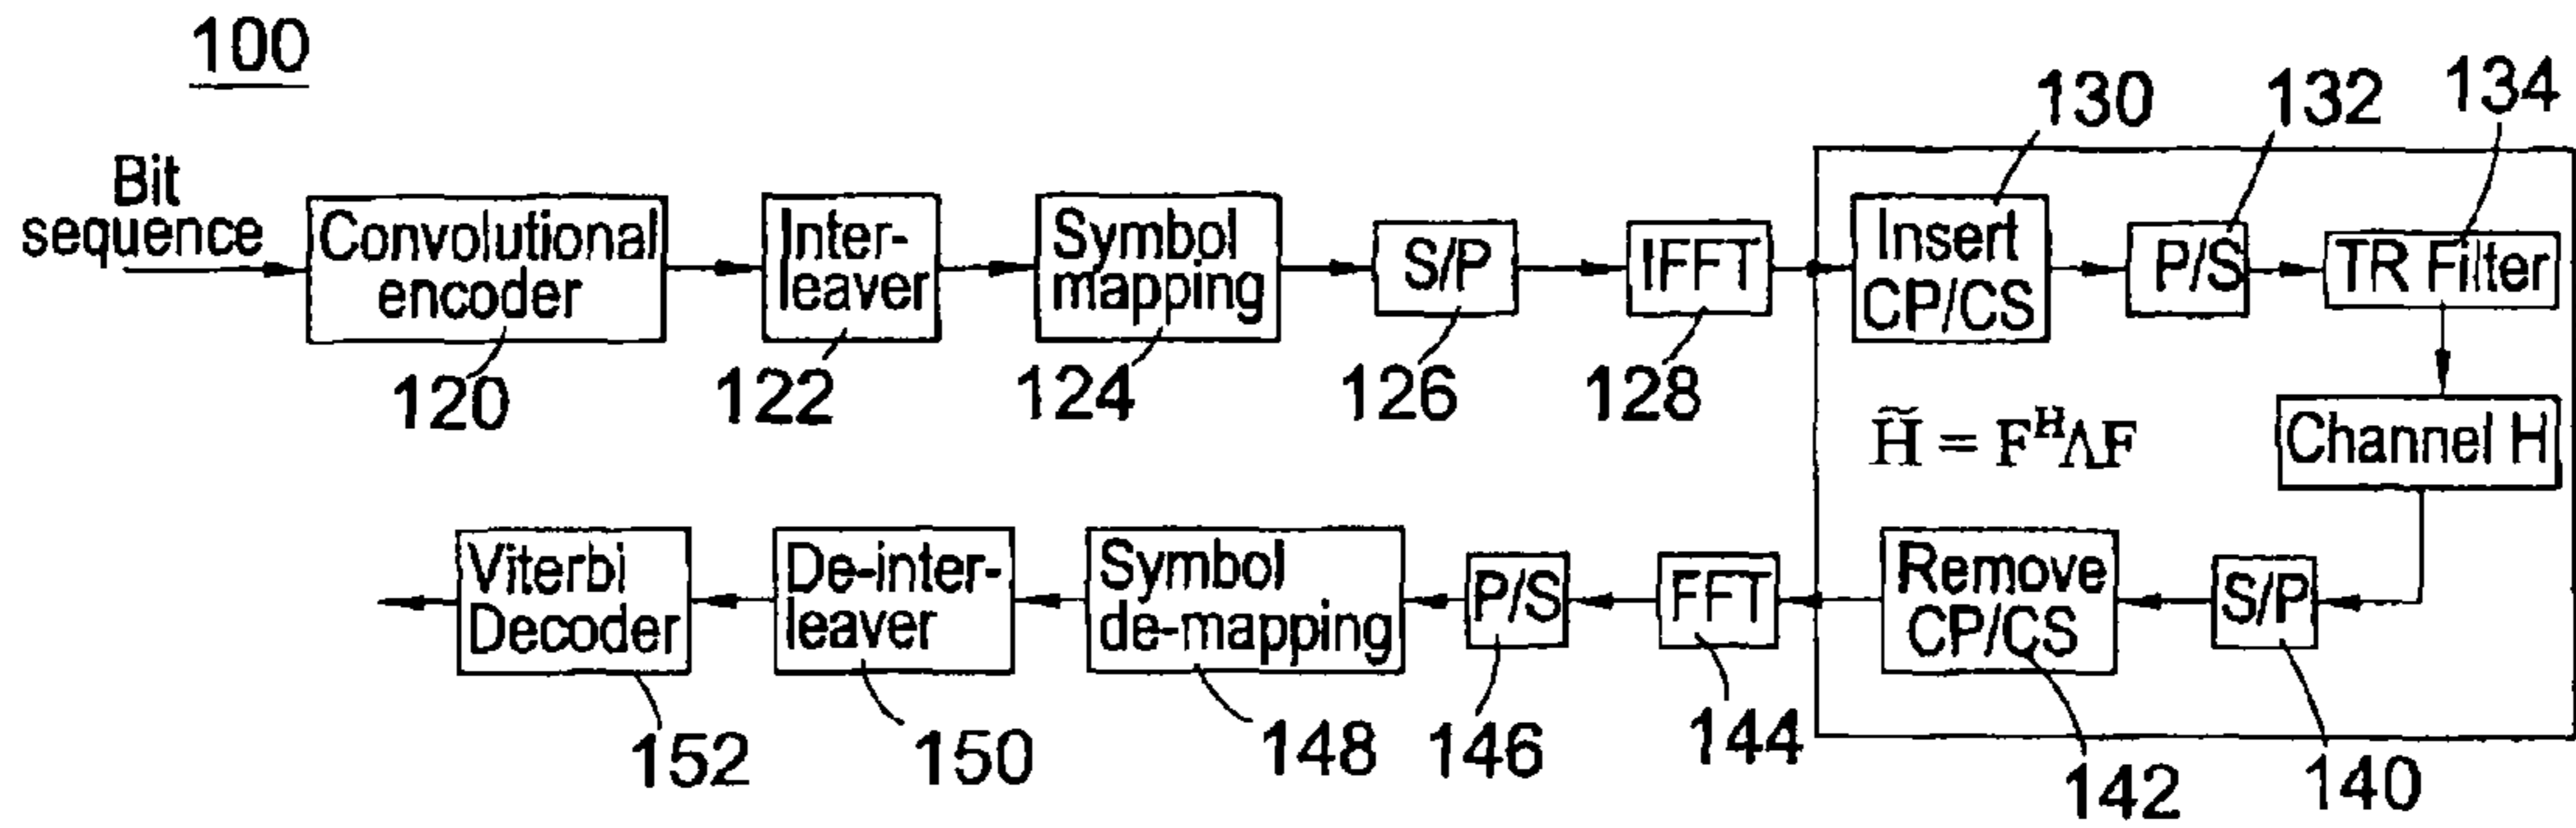 100
130 132 134
Bit
sequence
Convolutional
encoder
Inter-
leaver
Symbol
mapping
S/P
IFFT
Insert
CP/CS
P/S
TR Filter
120 122 124 126 128
H̃ = FᴴΛF
Channel H
Viterbi
Decoder
De-inter-
leaver
Symbol
de-mapping
P/S
FFT
Remove
CP/CS
S/P
152 150 148 146 144 142 140